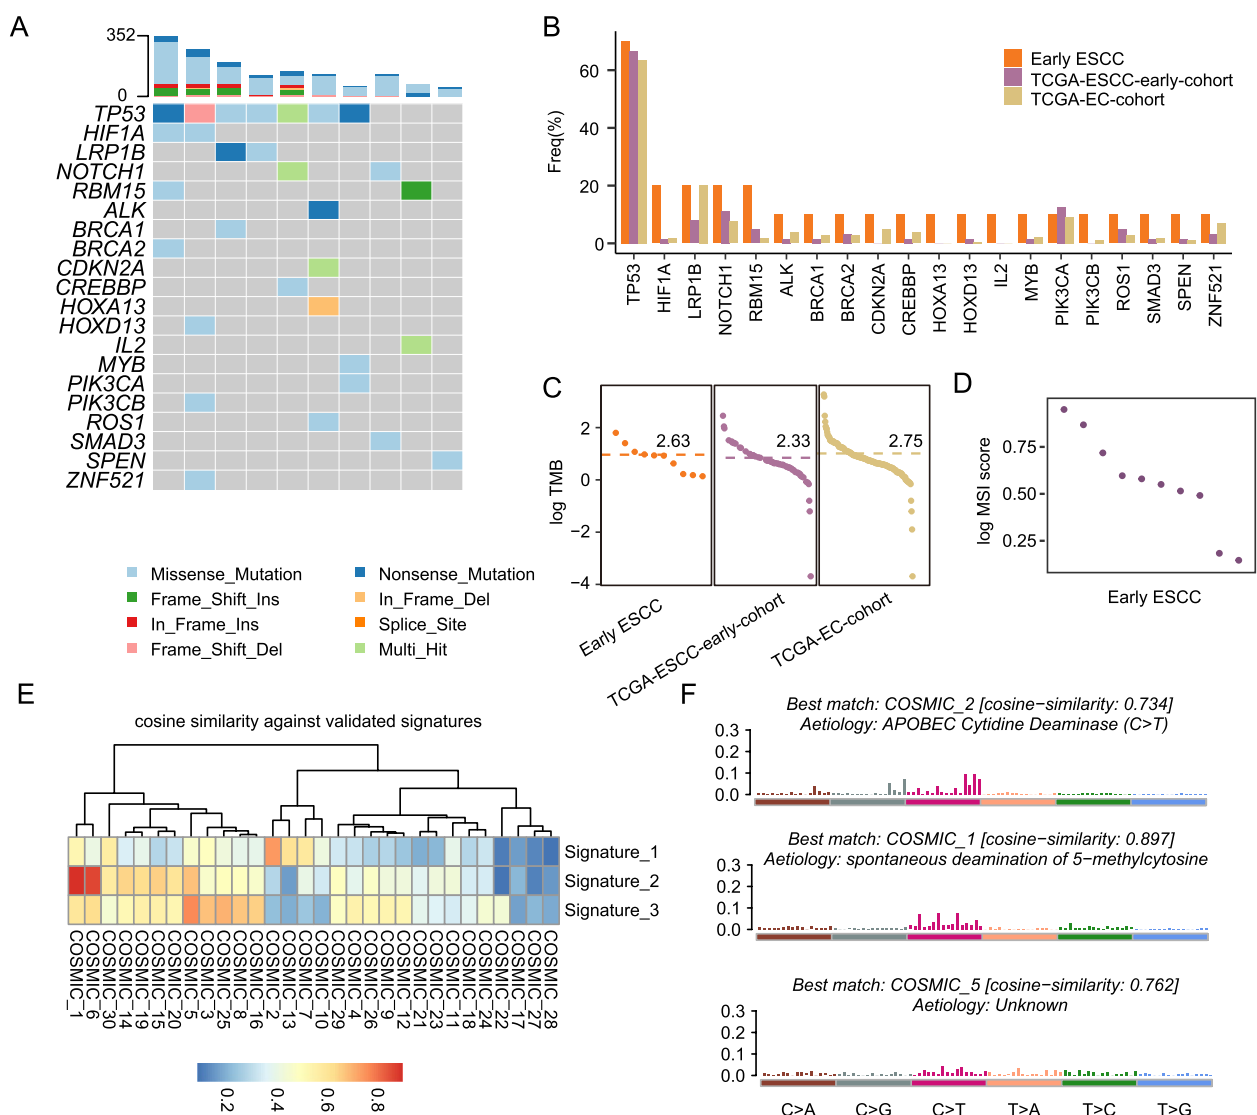 A
352
0
TP53
HIF1A
LRP1B
NOTCH1
RBM15
ALK
BRCA1
BRCA2
CDKN2A
CREBBP
HOXA13
HOXD13
IL2
MYB
PIK3CA
PIK3CB
ROS1
SMAD3
SPEN
ZNF521
Missense_Mutation
Frame_Shift_Ins
In_Frame_Ins
Frame_Shift_Del
Nonsense_Mutation
In_Frame_Del
Splice_Site
Multi_Hit
B
Freq(%)
60
40
20
0
Early ESCC
TCGA-ESCC-early-cohort
TCGA-EC-cohort
TP53
HIF1A
LRP1B
NOTCH1
RBM15
ALK
BRCA1
BRCA2
CDKN2A
CREBBP
HOXA13
HOXD13
IL2
MYB
PIK3CA
PIK3CB
ROS1
SMAD3
SPEN
ZNF521
C
log TMB
2
0
−2
−4
2.63
2.33
2.75
Early ESCC
TCGA-ESCC-early-cohort
TCGA-EC-cohort
D
log MSI score
0.75
0.50
0.25
Early ESCC
E
cosine similarity against validated signatures
Signature_1
Signature_2
Signature_3
COSMIC_1
COSMIC_6
COSMIC_30
COSMIC_14
COSMIC_19
COSMIC_15
COSMIC_20
COSMIC_5
COSMIC_3
COSMIC_25
COSMIC_8
COSMIC_16
COSMIC_2
COSMIC_13
COSMIC_7
COSMIC_10
COSMIC_29
COSMIC_4
COSMIC_26
COSMIC_9
COSMIC_12
COSMIC_21
COSMIC_23
COSMIC_11
COSMIC_18
COSMIC_24
COSMIC_22
COSMIC_17
COSMIC_27
COSMIC_28
0.2
0.4
0.6
0.8
F
Best match: COSMIC_2 [cosine−similarity: 0.734]
Aetiology: APOBEC Cytidine Deaminase (C>T)
0.3
0.2
0.1
0.0
Best match: COSMIC_1 [cosine−similarity: 0.897]
Aetiology: spontaneous deamination of 5−methylcytosine
0.3
0.2
0.1
0.0
Best match: COSMIC_5 [cosine−similarity: 0.762]
Aetiology: Unknown
0.3
0.2
0.1
0.0
C>A
C>G
C>T
T>A
T>C
T>G